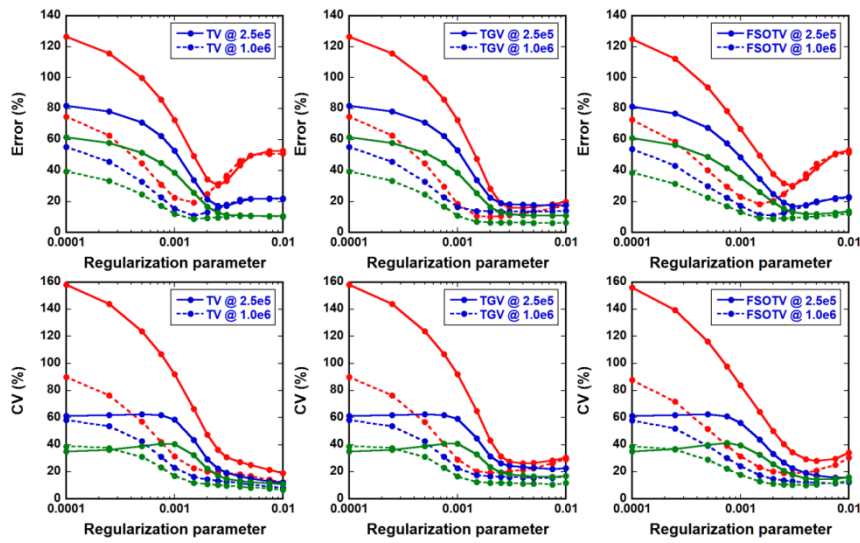 140
120
100
80
60
40
20
0
Error (%)
TV @ 2.5e5
TV @ 1.0e6
0.0001
0.001
0.01
Regularization parameter
140
120
100
80
60
40
20
0
Error (%)
TGV @ 2.5e5
TGV @ 1.0e6
0.0001
0.001
0.01
Regularization parameter
140
120
100
80
60
40
20
0
Error (%)
FSOTV @ 2.5e5
FSOTV @ 1.0e6
0.0001
0.001
0.01
Regularization parameter
160
140
120
100
80
60
40
20
0
CV (%)
TV @ 2.5e5
TV @ 1.0e6
0.0001
0.001
0.01
Regularization parameter
160
140
120
100
80
60
40
20
0
CV (%)
TGV @ 2.5e5
TGV @ 1.0e6
0.0001
0.001
0.01
Regularization parameter
160
140
120
100
80
60
40
20
0
CV (%)
FSOTV @ 2.5e5
FSOTV @ 1.0e6
0.0001
0.001
0.01
Regularization parameter